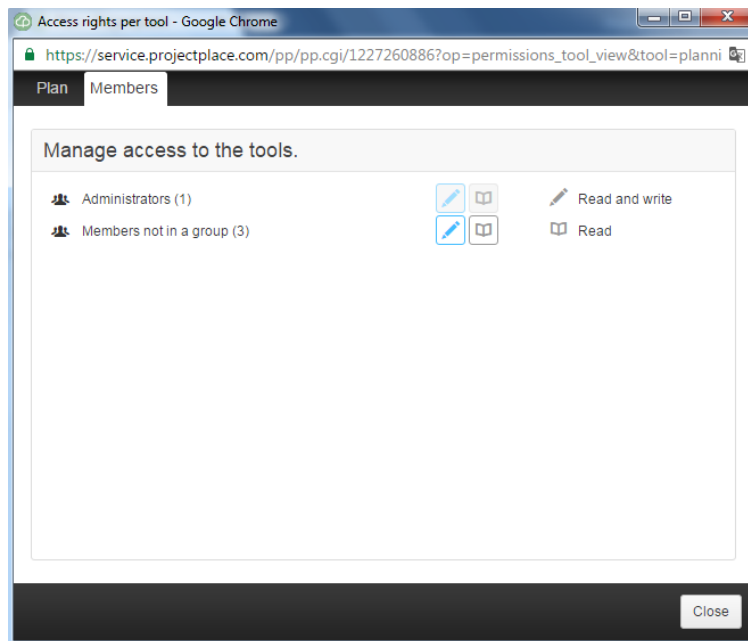 Access rights per tool - Google Chrome
https://service.projectplace.com/pp/pp.cgi/1227260886?op=permissions_tool_view&tool=planni
Plan Members
Manage access to the tools.
Administrators (1) Read and write
Members not in a group (3) Read
Close